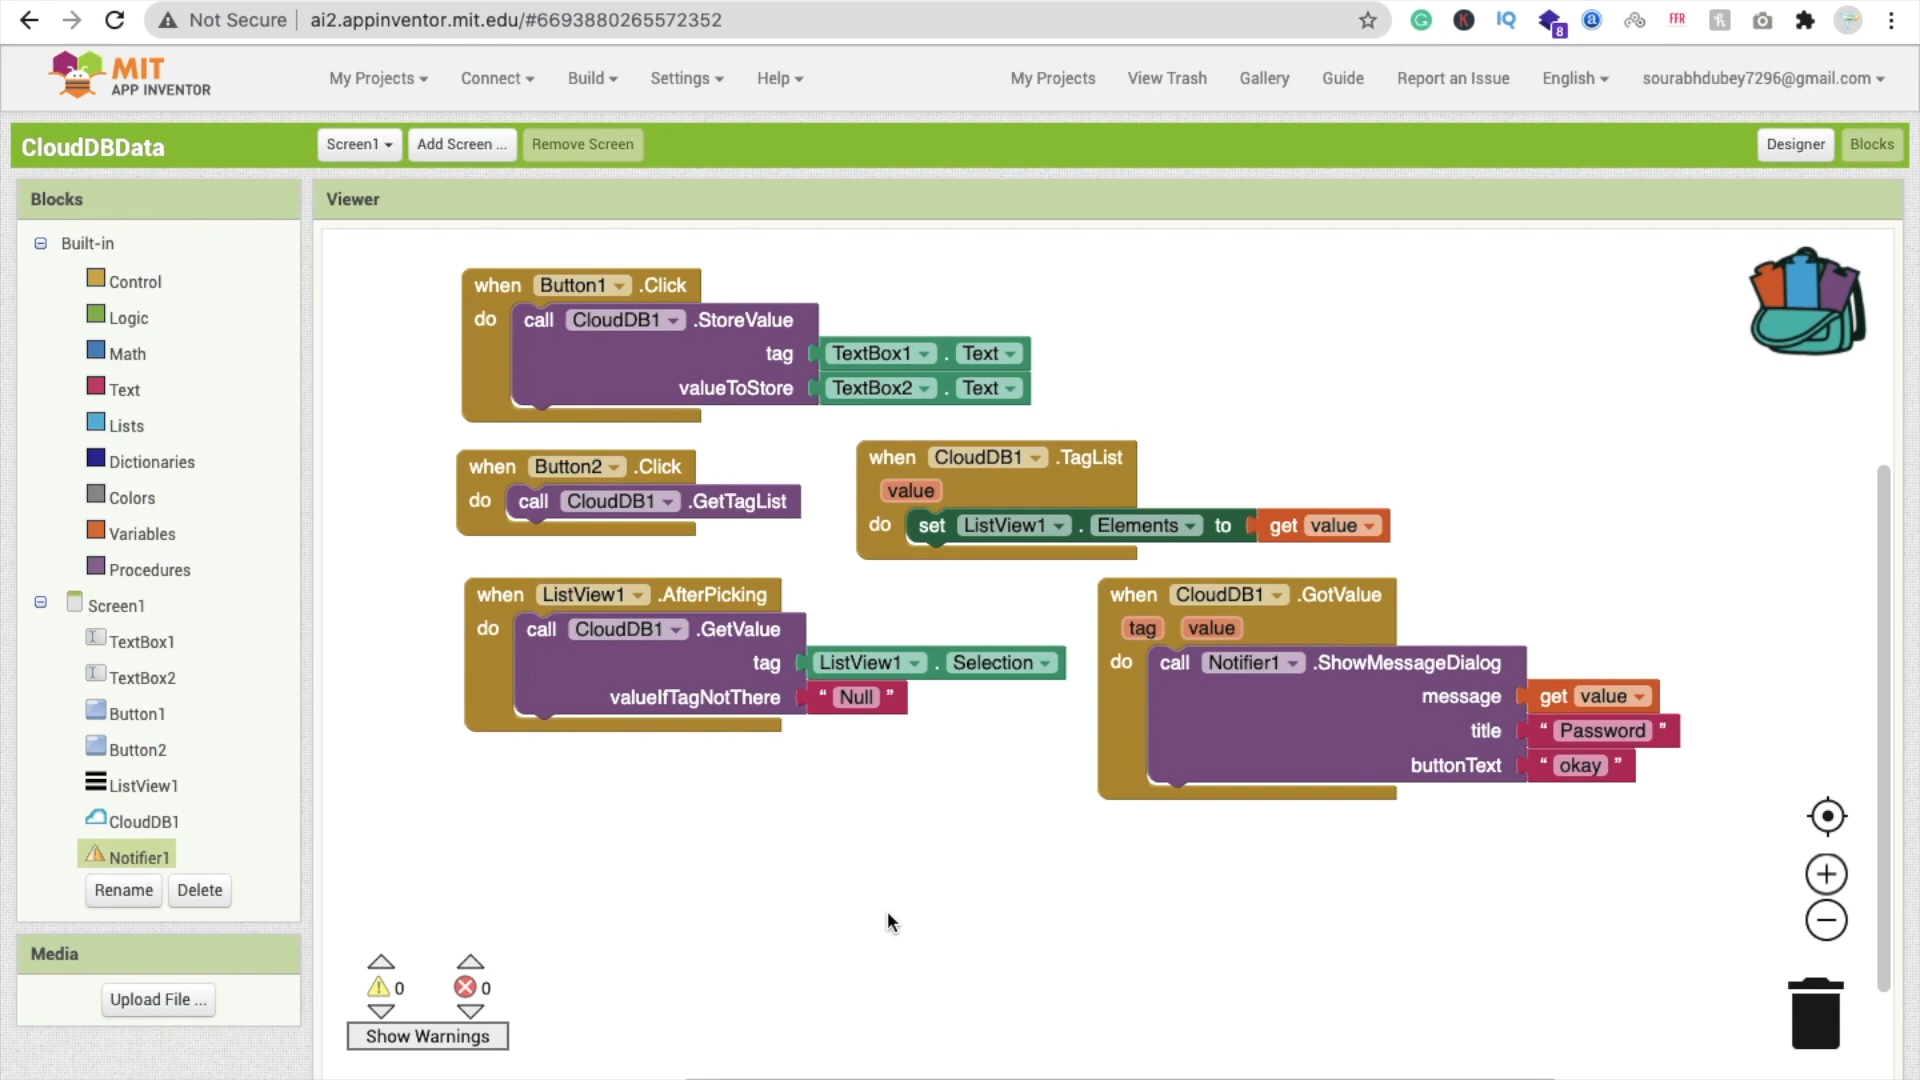 Not Secure | ai2.appinventor.mit.edu/#6693880265572352
K IQ 8 a FFR
MIT
APP INVENTOR
My Projects Connect Build Settings Help My Projects View Trash Gallery Guide Report an Issue English sourabhdubey7296@gmail.com
CloudDBData Screen1 Add Screen ... Remove Screen Designer Blocks
Blocks
Viewer
Built-in
Control
Logic
Math
Text
Lists
Dictionaries
Colors
Variables
Procedures
Screen1
TextBox1
TextBox2
Button1
Button2
ListView1
CloudDB1
Notifier1
Rename Delete
Media
Upload File ...
when Button1 .Click
do call CloudDB1 .StoreValue
tag TextBox1 . Text
valueToStore TextBox2 . Text
when Button2 .Click
do call CloudDB1 .GetTagList
when CloudDB1 .TagList
value
do set ListView1 . Elements to get value
when ListView1 .AfterPicking
do call CloudDB1 .GetValue
tag ListView1 . Selection
valueIfTagNotThere “ Null ”
when CloudDB1 .GotValue
tag value
do call Notifier1 .ShowMessageDialog
message get value
title “ Password ”
buttonText “ okay ”
0 0
Show Warnings